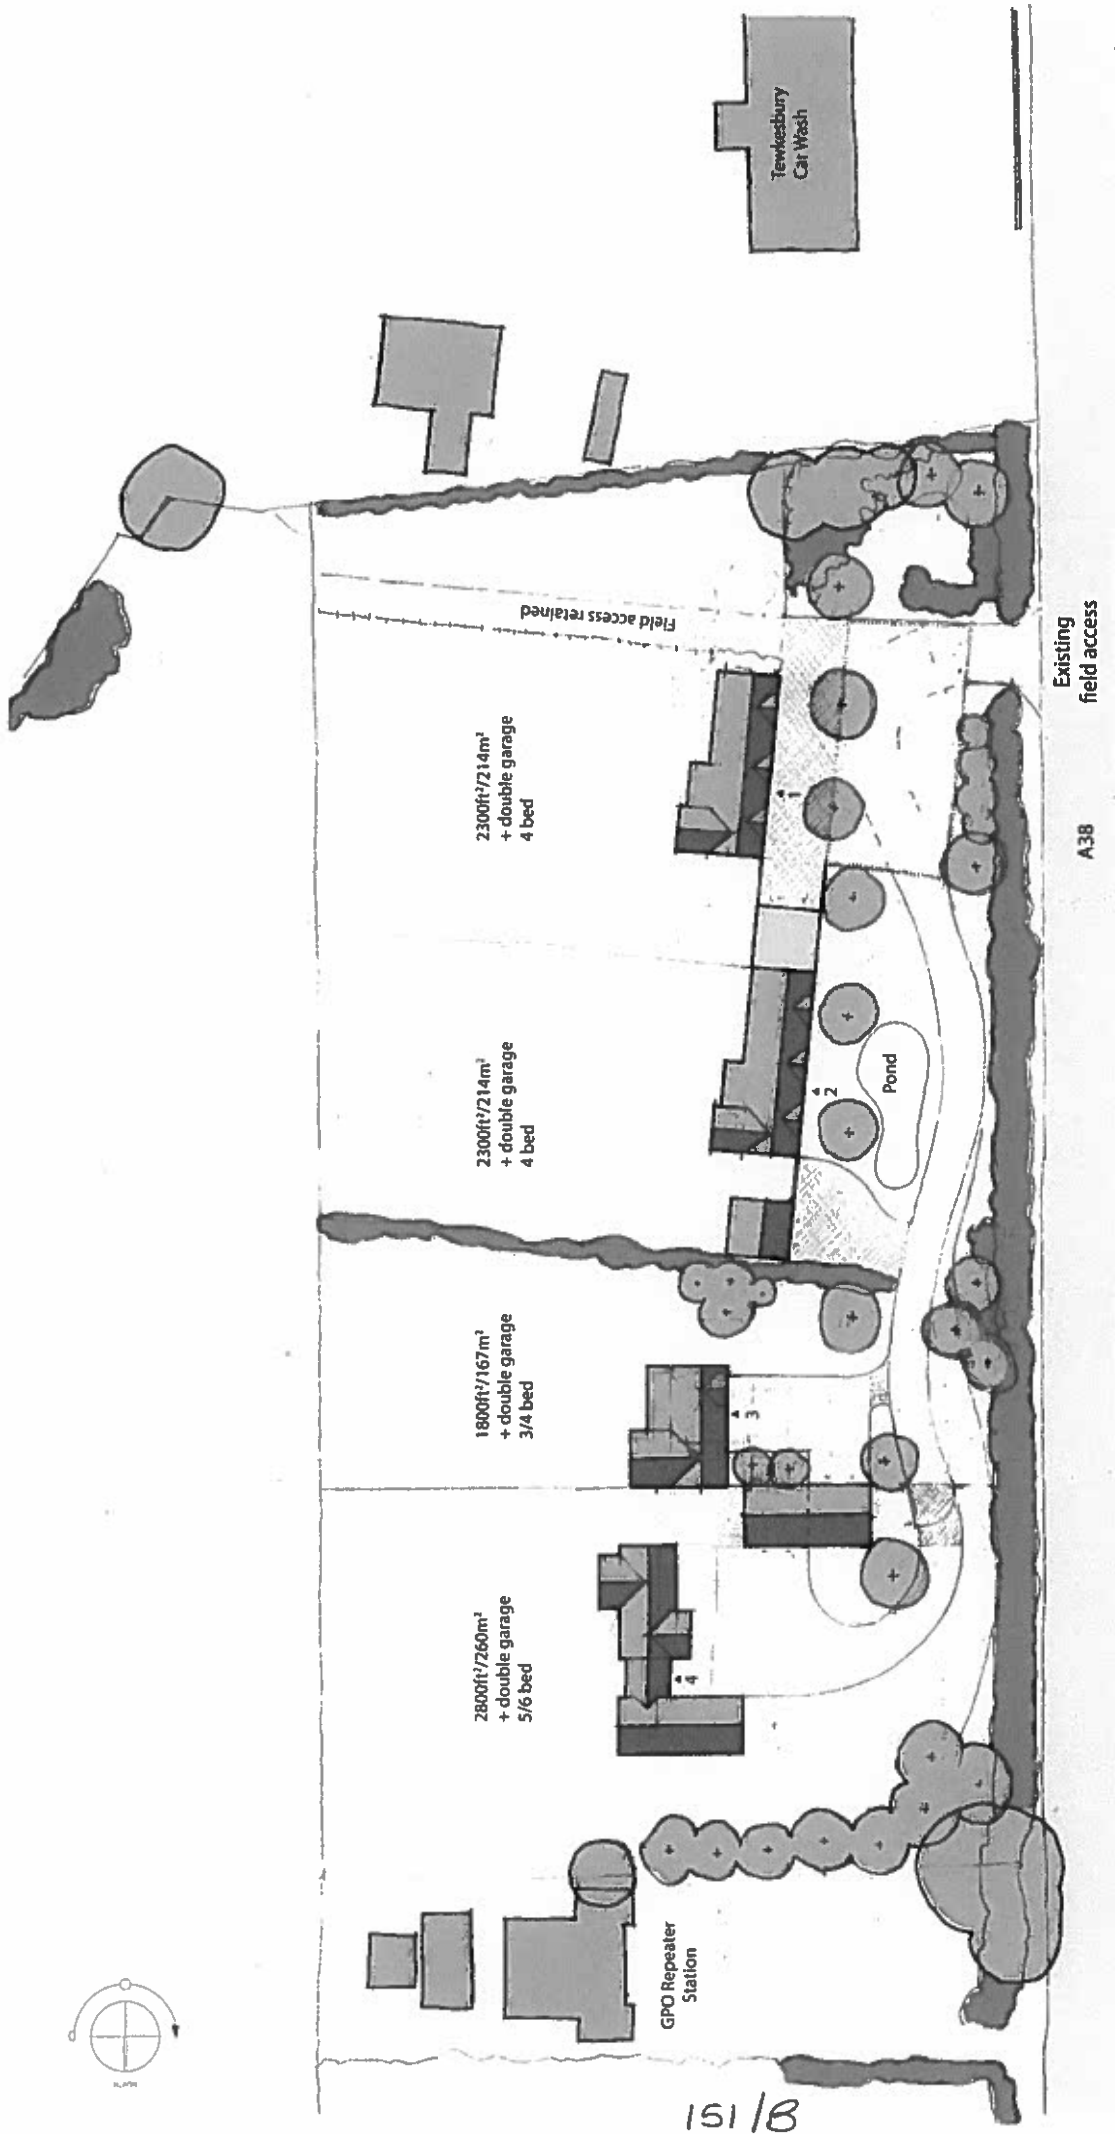 Tewkesbury
Car Wash
Field access retained
Existing
field access
A38
2300ft²/214m²
+ double garage
4 bed
1
2300ft²/214m²
+ double garage
4 bed
2
Pond
1800ft²/167m²
+ double garage
3/4 bed
3
2800ft²/260m²
+ double garage
5/6 bed
4
GPO Repeater
Station
151/B